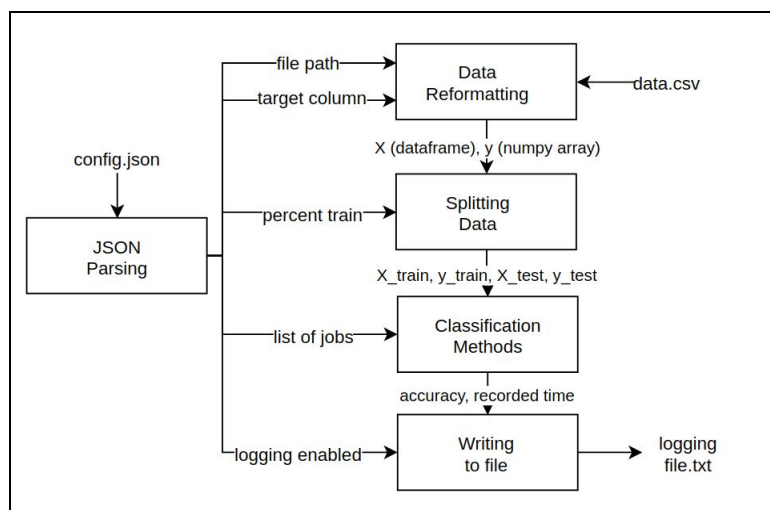 file path
Data
Reformatting
data.csv
target column
X (dataframe), y (numpy array)
config.json
percent train
Splitting
Data
JSON
Parsing
X_train, y_train, X_test, y_test
list of jobs
Classification
Methods
accuracy, recorded time
logging enabled
Writing
to file
logging
file.txt